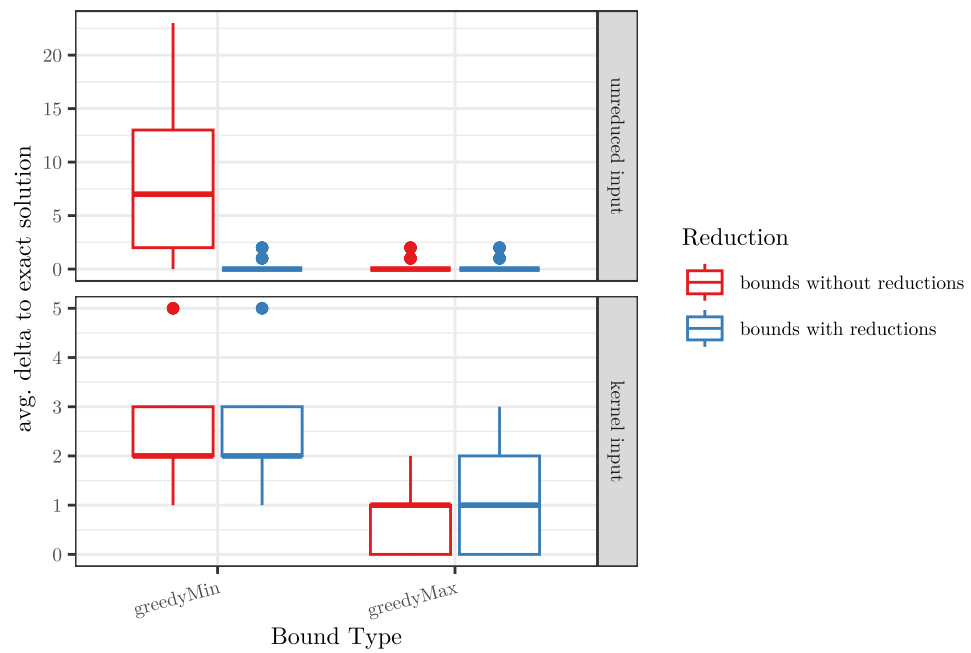 avg. delta to exact solution
20
15
10
5
0
unreduced input
5
4
3
2
1
0
kernel input
greedyMin
greedyMax
Bound Type
Reduction
bounds without reductions
bounds with reductions